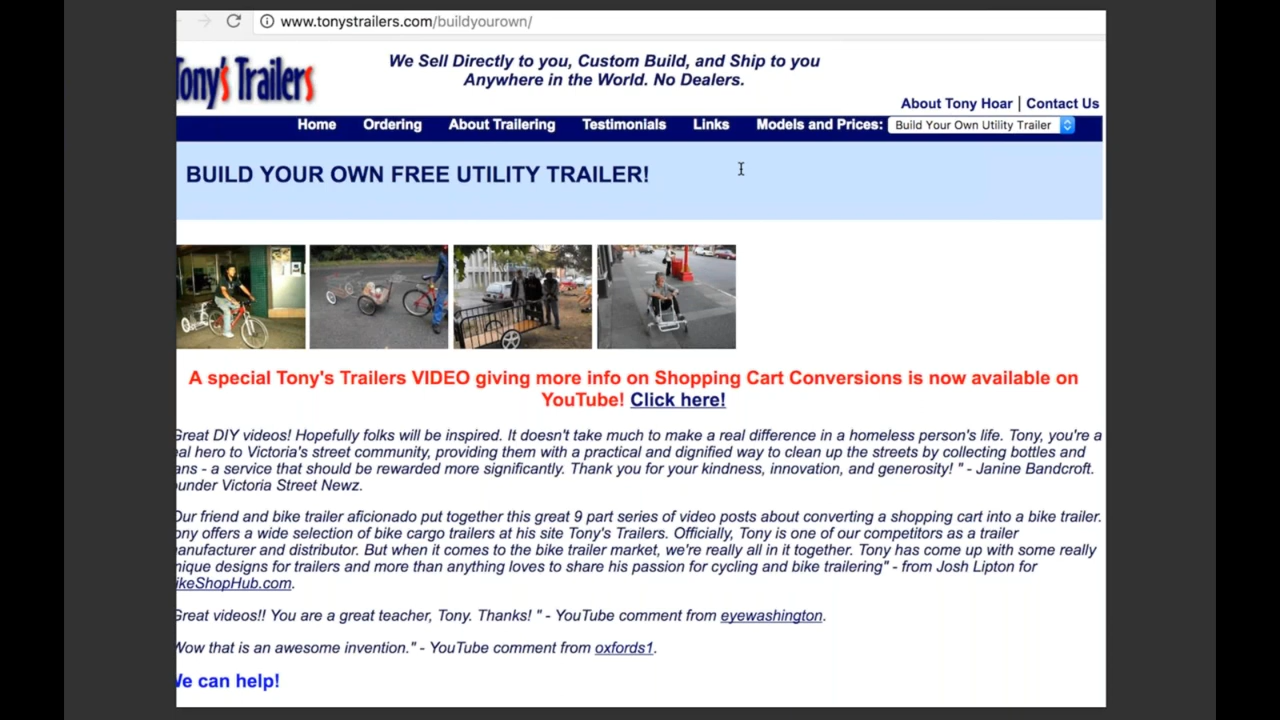 www.tonystrailers.com/buildyourown/
Tony's Trailers
We Sell Directly to you, Custom Build, and Ship to you
Anywhere in the World. No Dealers.
About Tony Hoar | Contact Us
Home Ordering About Trailering Testimonials Links Models and Prices: Build Your Own Utility Trailer
BUILD YOUR OWN FREE UTILITY TRAILER!
A special Tony's Trailers VIDEO giving more info on Shopping Cart Conversions is now available on
YouTube! Click here!
Great DIY videos! Hopefully folks will be inspired. It doesn't take much to make a real difference in a homeless person's life. Tony, you're a
al hero to Victoria's street community, providing them with a practical and dignified way to clean up the streets by collecting bottles and
ans - a service that should be rewarded more significantly. Thank you for your kindness, innovation, and generosity! " - Janine Bandcroft.
ounder Victoria Street Newz.
Our friend and bike trailer aficionado put together this great 9 part series of video posts about converting a shopping cart into a bike trailer.
ony offers a wide selection of bike cargo trailers at his site Tony's Trailers. Officially, Tony is one of our competitors as a trailer
anufacturer and distributor. But when it comes to the bike trailer market, we're really all in it together. Tony has come up with some really
nique designs for trailers and more than anything loves to share his passion for cycling and bike trailering" - from Josh Lipton for
ikeShopHub.com.
Great videos!! You are a great teacher, Tony. Thanks! " - YouTube comment from eyewashington.
Wow that is an awesome invention." - YouTube comment from oxfords1.
We can help!